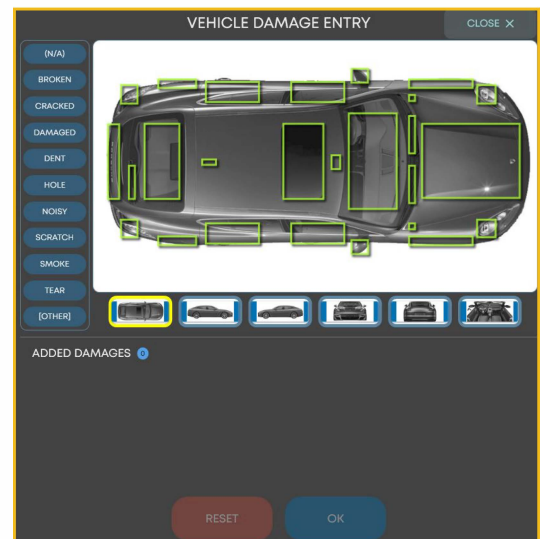 VEHICLE DAMAGE ENTRY
CLOSE ×
(N/A)
BROKEN
CRACKED
DAMAGED
DENT
HOLE
NOISY
SCRATCH
SMOKE
TEAR
[OTHER]
ADDED DAMAGES 0
RESET
OK